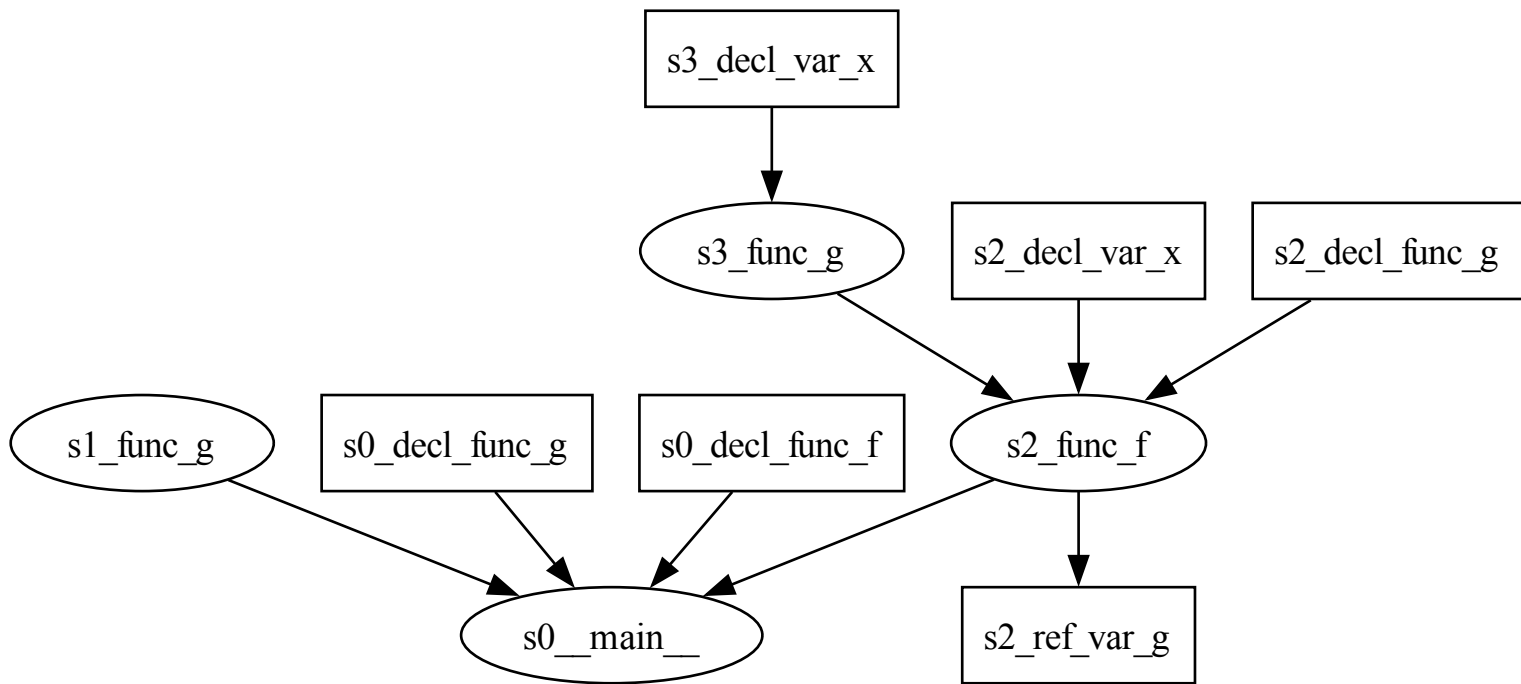 s3_decl_var_x
s3_func_g
s2_decl_var_x
s2_decl_func_g
s1_func_g
s0_decl_func_g
s0_decl_func_f
s2_func_f
s0__main__
s2_ref_var_g